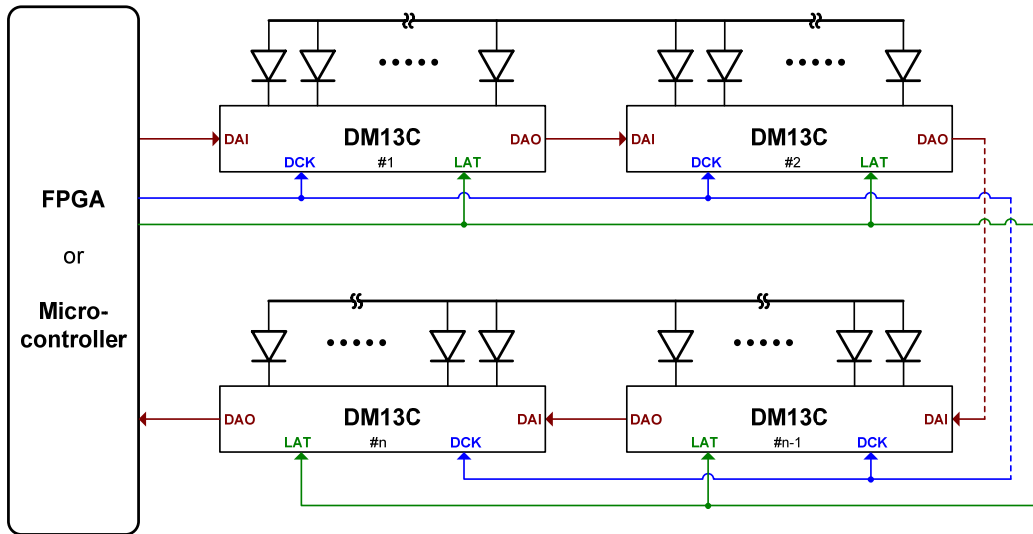 FPGA
or
Micro-
controller
DAI DM13C DAO
DCK #1 LAT
DAI DM13C DAO
DCK #2 LAT
DAO DM13C DAI
LAT #n DCK
DAO DM13C DAI
LAT #n-1 DCK